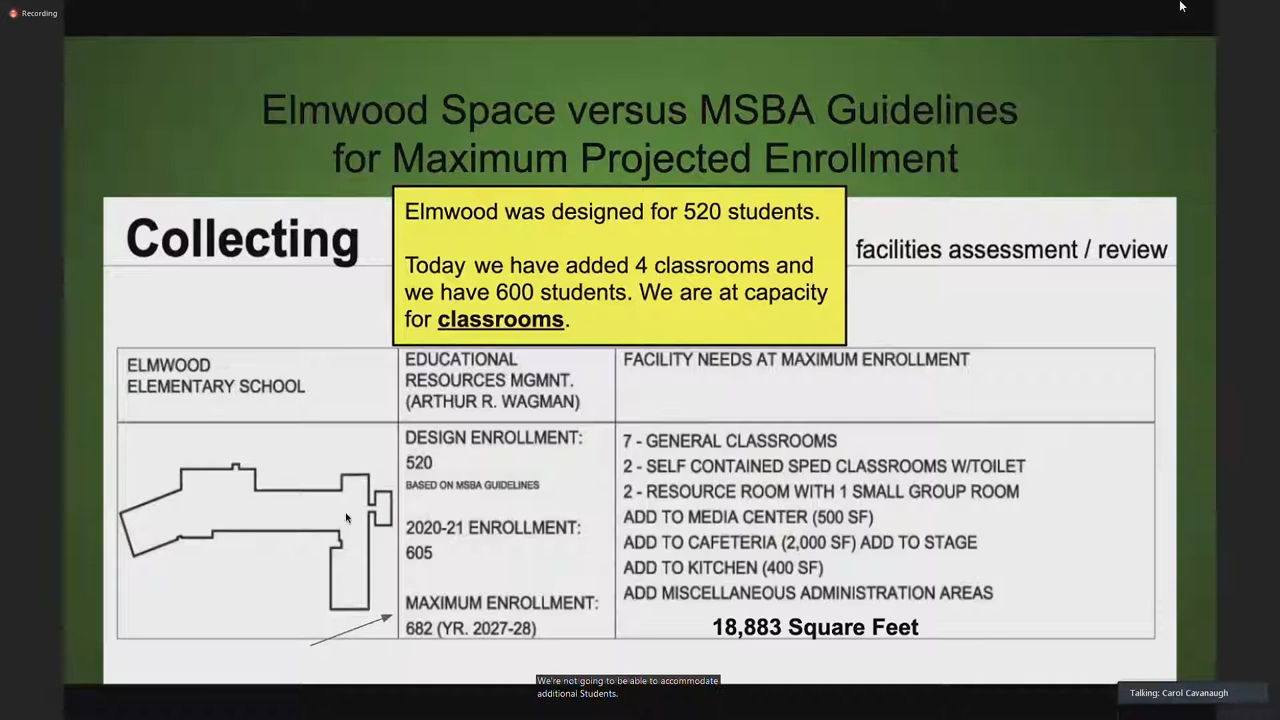 Recording
Elmwood Space versus MSBA Guidelines
for Maximum Projected Enrollment
Collecting
Elmwood was designed for 520 students.
Today we have added 4 classrooms and
we have 600 students. We are at capacity
for classrooms.
facilities assessment / review
ELMWOOD
ELEMENTARY SCHOOL
EDUCATIONAL
RESOURCES MGMNT.
(ARTHUR R. WAGMAN)
FACILITY NEEDS AT MAXIMUM ENROLLMENT
DESIGN ENROLLMENT:
520
BASED ON MSBA GUIDELINES
2020-21 ENROLLMENT:
605
MAXIMUM ENROLLMENT:
682 (YR. 2027-28)
7 - GENERAL CLASSROOMS
2 - SELF CONTAINED SPED CLASSROOMS W/TOILET
2 - RESOURCE ROOM WITH 1 SMALL GROUP ROOM
ADD TO MEDIA CENTER (500 SF)
ADD TO CAFETERIA (2,000 SF) ADD TO STAGE
ADD TO KITCHEN (400 SF)
ADD MISCELLANEOUS ADMINISTRATION AREAS
18,883 Square Feet
We're not going to be able to accommodate
additional Students.
Talking: Carol Cavanaugh